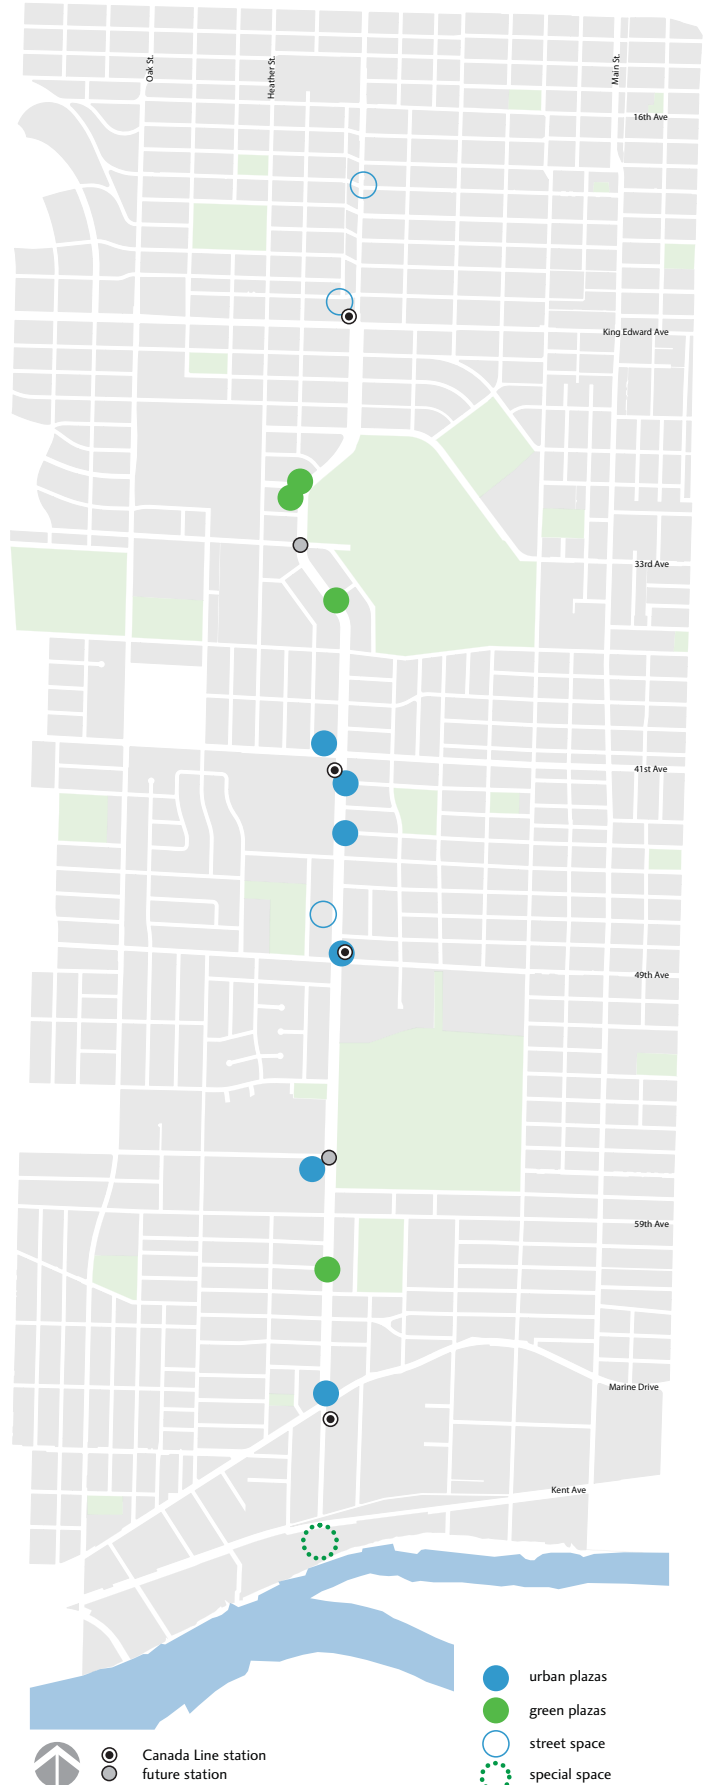 Oak St.
Heather St.
Main St.
16th Ave
King Edward Ave
33rd Ave
41st Ave
49th Ave
59th Ave
Marine Drive
Kent Ave
urban plazas
green plazas
street space
special space
Canada Line station
future station